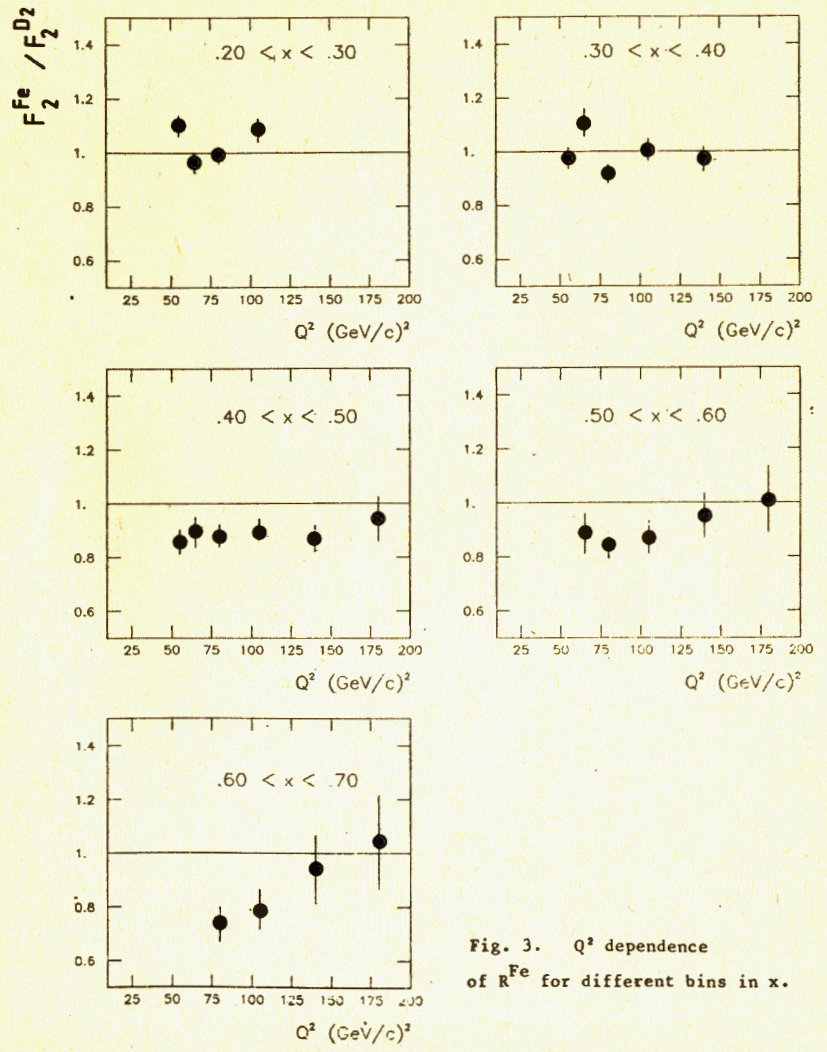 F₂^Fe / F₂^D₂
.20 < x < .30
1.4
1.2
1.
0.8
0.6
25 50 75 100 125 150 175 200
Q² (GeV/c)²
.30 < x < .40
1.4
1.2
1.
0.8
0.6
25 50 75 100 125 150 175 200
Q² (GeV/c)²
.40 < x < .50
1.4
1.2
1.
0.8
0.6
25 50 75 100 125 150 175 200
Q² (GeV/c)²
.50 < x < .60
1.4
1.2
1.
0.8
0.6
25 50 75 100 125 150 175 200
Q² (GeV/c)²
.60 < x < .70
1.4
1.2
1.
0.8
0.6
25 50 75 100 125 150 175 200
Q² (GeV/c)²
Fig. 3. Q² dependence
of R^Fe for different bins in x.